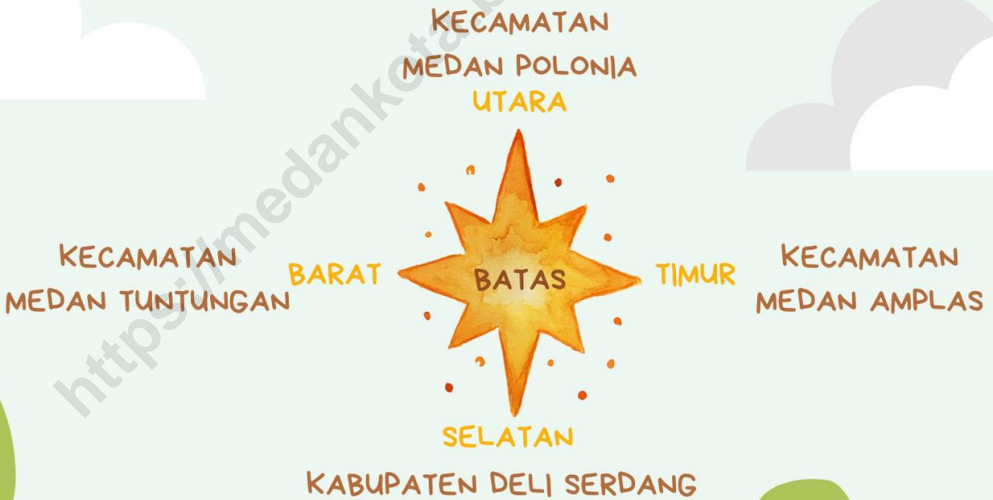 KECAMATAN
MEDAN POLONIA
UTARA
KECAMATAN
MEDAN TUNTUNGAN
BARAT
BATAS
TIMUR
KECAMATAN
MEDAN AMPLAS
SELATAN
KABUPATEN DELI SERDANG
https://medankota.b